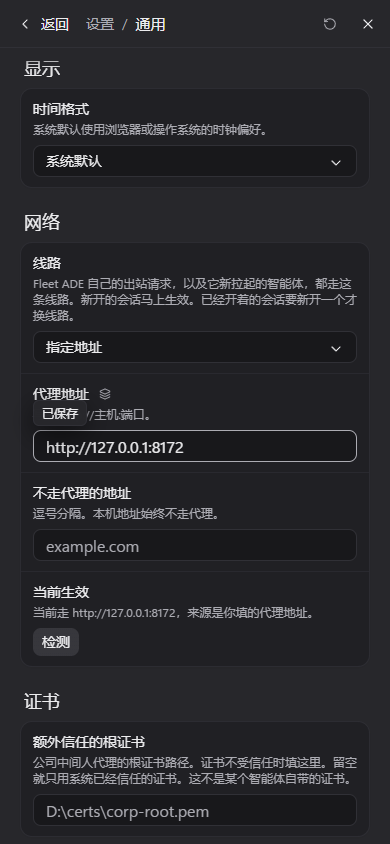 返回 设置 / 通用
显示
时间格式
系统默认使用浏览器或操作系统的时钟偏好。
系统默认
网络
线路
Fleet ADE 自己的出站请求，以及它新拉起的智能体，都走这
条线路。新开的会话马上生效。已经开着的会话要新开一个才
换线路。
指定地址
代理地址
已保存 //主机:端口。
http://127.0.0.1:8172
不走代理的地址
逗号分隔。本机地址始终不走代理。
example.com
当前生效
当前走 http://127.0.0.1:8172，来源是你填的代理地址。
检测
证书
额外信任的根证书
公司中间人代理的根证书路径。证书不受信任时填这里。留空
就只用系统已经信任的证书。这不是某个智能体自带的证书。
D:\certs\corp-root.pem